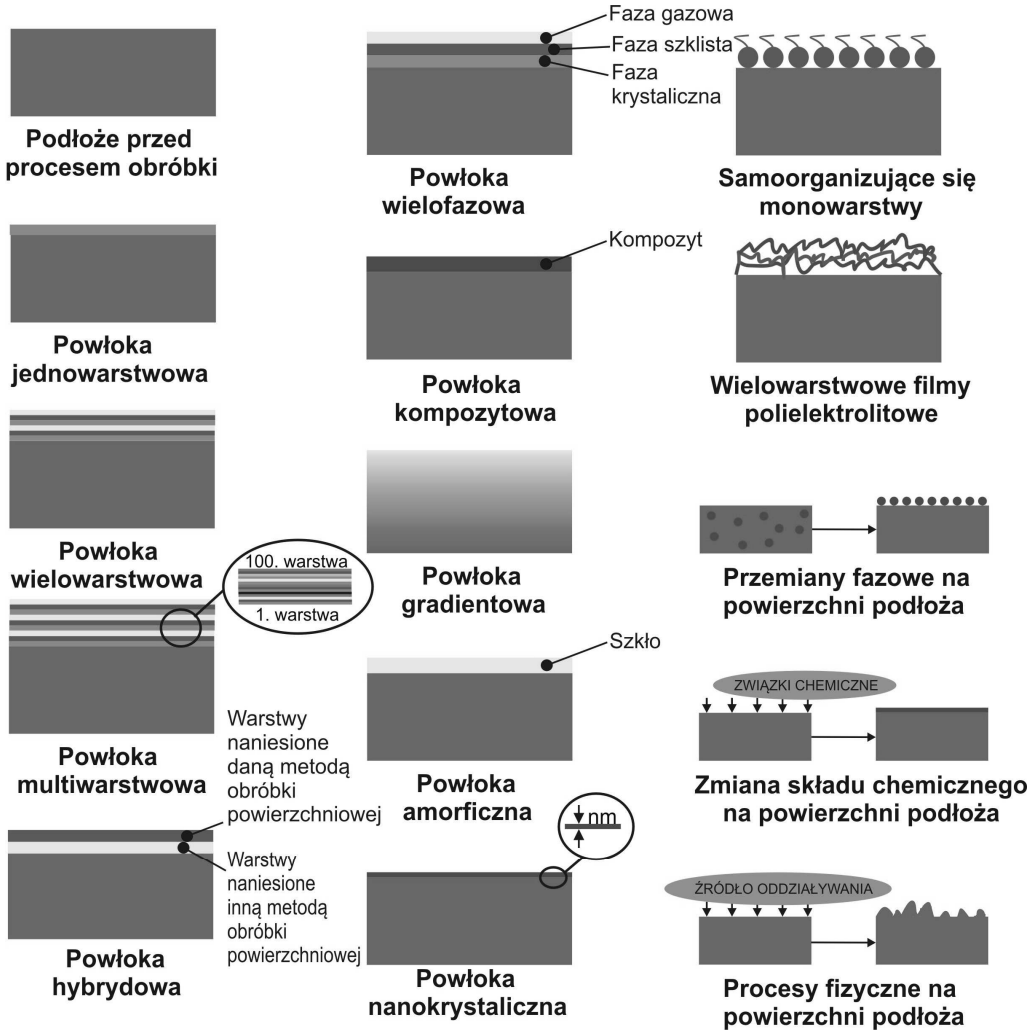 Podłoże przed
procesem obróbki
Powłoka
jednowarstwowa
Powłoka
wielowarstwowa
100. warstwa
1. warstwa
Powłoka
multiwarstwowa
Warstwy
naniesione
daną metodą
obróbki
powierzchniowej
Warstwy
naniesione
inną metodą
obróbki
powierzchniowej
Powłoka
hybrydowa
Faza gazowa
Faza szklista
Faza
krystaliczna
Powłoka
wielofazowa
Kompozyt
Powłoka
kompozytowa
Powłoka
gradientowa
Szkło
Powłoka
amorficzna
nm
Powłoka
nanokrystaliczna
Samoorganizujące się
monowarstwy
Wielowarstwowe filmy
polielektrolitowe
Przemiany fazowe na
powierzchni podłoża
ZWIĄZKI CHEMICZNE
Zmiana składu chemicznego
na powierzchni podłoża
ŹRÓDŁO ODDZIAŁYWANIA
Procesy fizyczne na
powierzchni podłoża